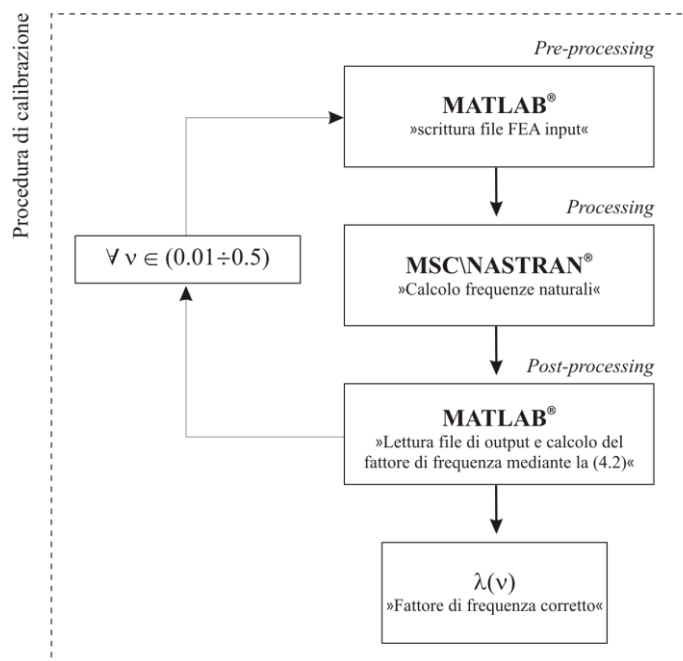 Procedura di calibrazione
Pre-processing
MATLAB®
»scrittura file FEA input«
Processing
∀ ν ∈ (0.01÷0.5)
MSC\NASTRAN®
»Calcolo frequenze naturali«
Post-processing
MATLAB®
»Lettura file di output e calcolo del
fattore di frequenza mediante la (4.2)«
λ(ν)
»Fattore di frequenza corretto«